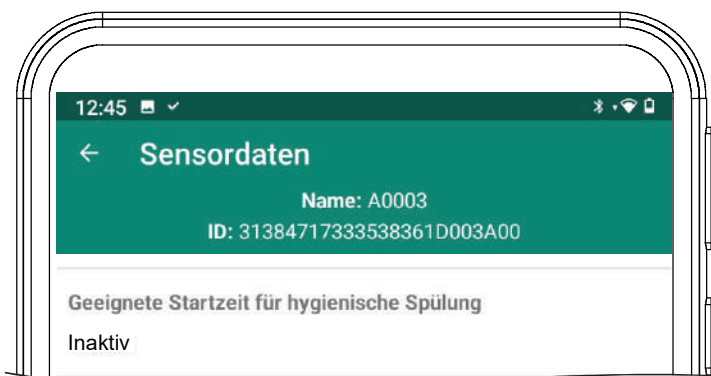 12:45
Sensordaten
Name: A0003
ID: 31384717333538361D003A00
Geeignete Startzeit für hygienische Spülung
Inaktiv